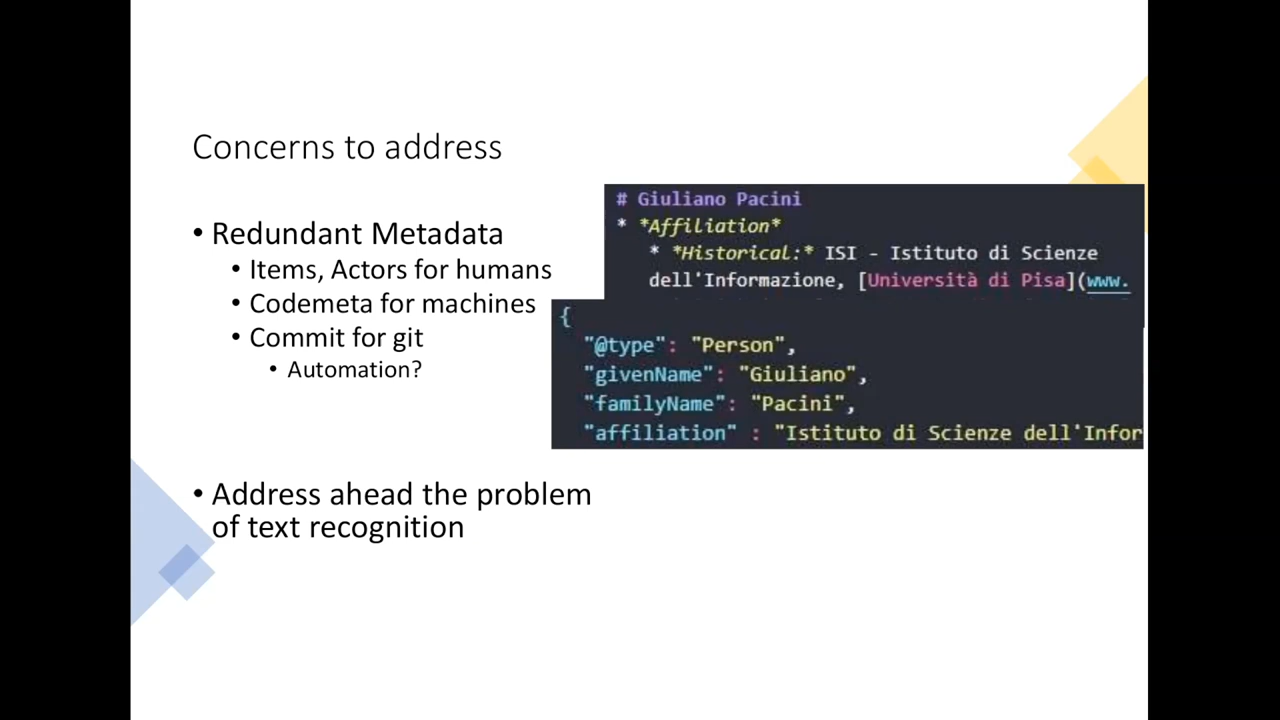 Concerns to address
• Redundant Metadata
• Items, Actors for humans
• Codemeta for machines
• Commit for git
• Automation?
• Address ahead the problem
of text recognition
# Giuliano Pacini
* *Affiliation*
* *Historical:* ISI - Istituto di Scienze
dell'Informazione, [Università di Pisa](www.
{
"@type": "Person",
"givenName": "Giuliano",
"familyName": "Pacini",
"affiliation" : "Istituto di Scienze dell'Infor